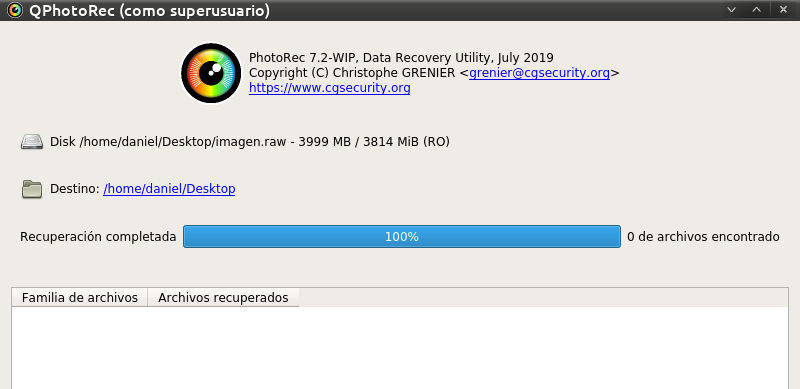 QPhotoRec (como superusuario)
PhotoRec 7.2-WIP, Data Recovery Utility, July 2019
Copyright (C) Christophe GRENIER <grenier@cgsecurity.org>
https://www.cgsecurity.org
Disk /home/daniel/Desktop/imagen.raw - 3999 MB / 3814 MiB (RO)
Destino: /home/daniel/Desktop
Recuperación completada 100% 0 de archivos encontrado
Familia de archivos Archivos recuperados